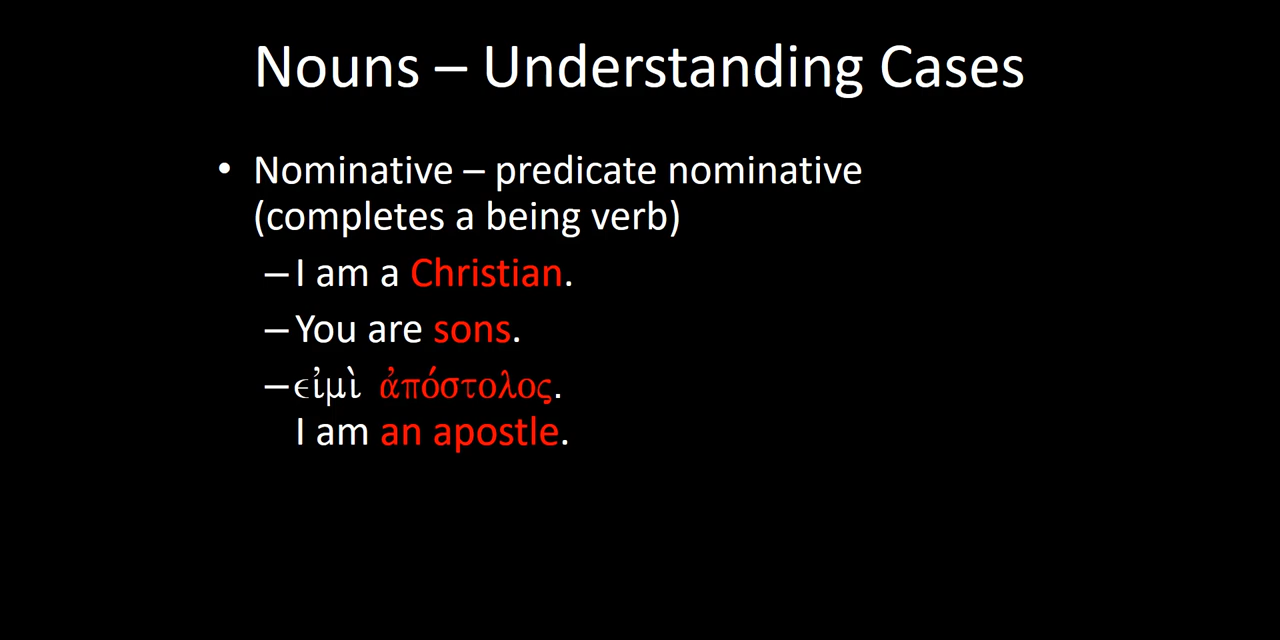 Nouns – Understanding Cases
• Nominative – predicate nominative
(completes a being verb)
– I am a Christian.
– You are sons.
– εἰμὶ ἀπόστολος.
I am an apostle.